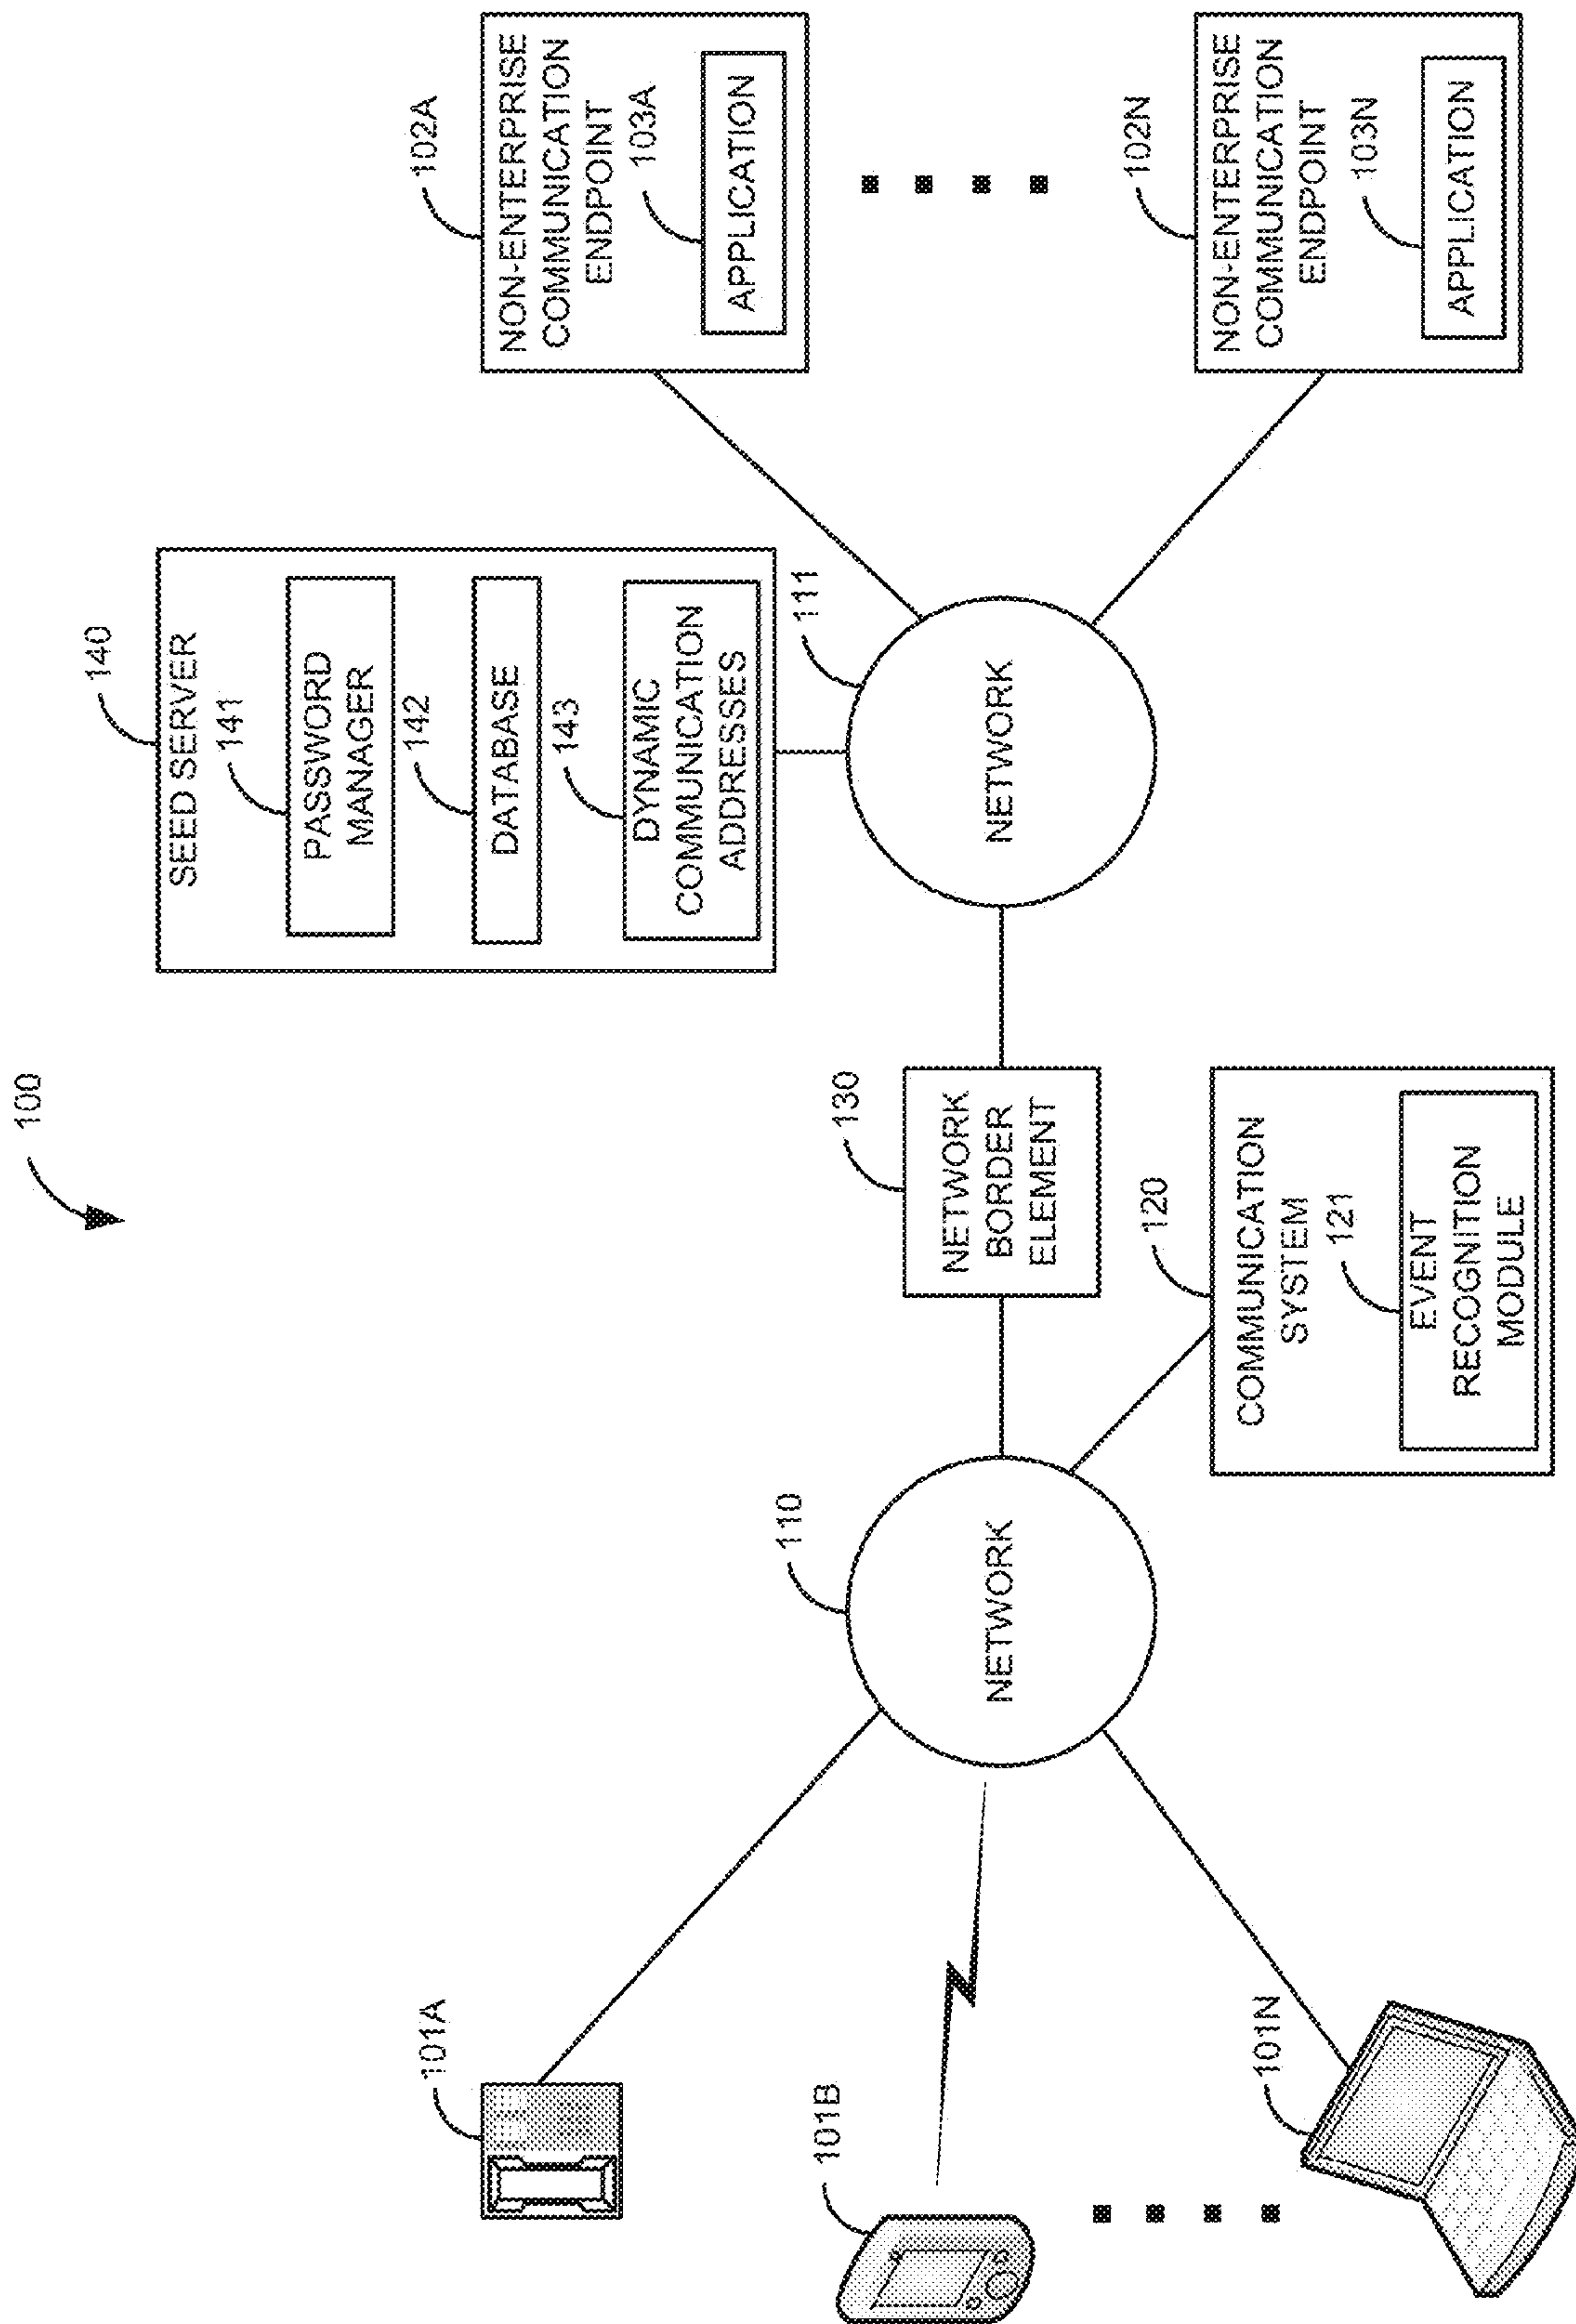 100
101A
101B
101N
110
NETWORK
130
NETWORK
BORDER
ELEMENT
120
COMMUNICATION
SYSTEM
121
EVENT
RECOGNITION
MODULE
140
SEED SERVER
141
PASSWORD
MANAGER
142
DATABASE
143
DYNAMIC
COMMUNICATION
ADDRESSES
111
NETWORK
102A
NON-ENTERPRISE
COMMUNICATION
ENDPOINT
103A
APPLICATION
102N
NON-ENTERPRISE
COMMUNICATION
ENDPOINT
103N
APPLICATION